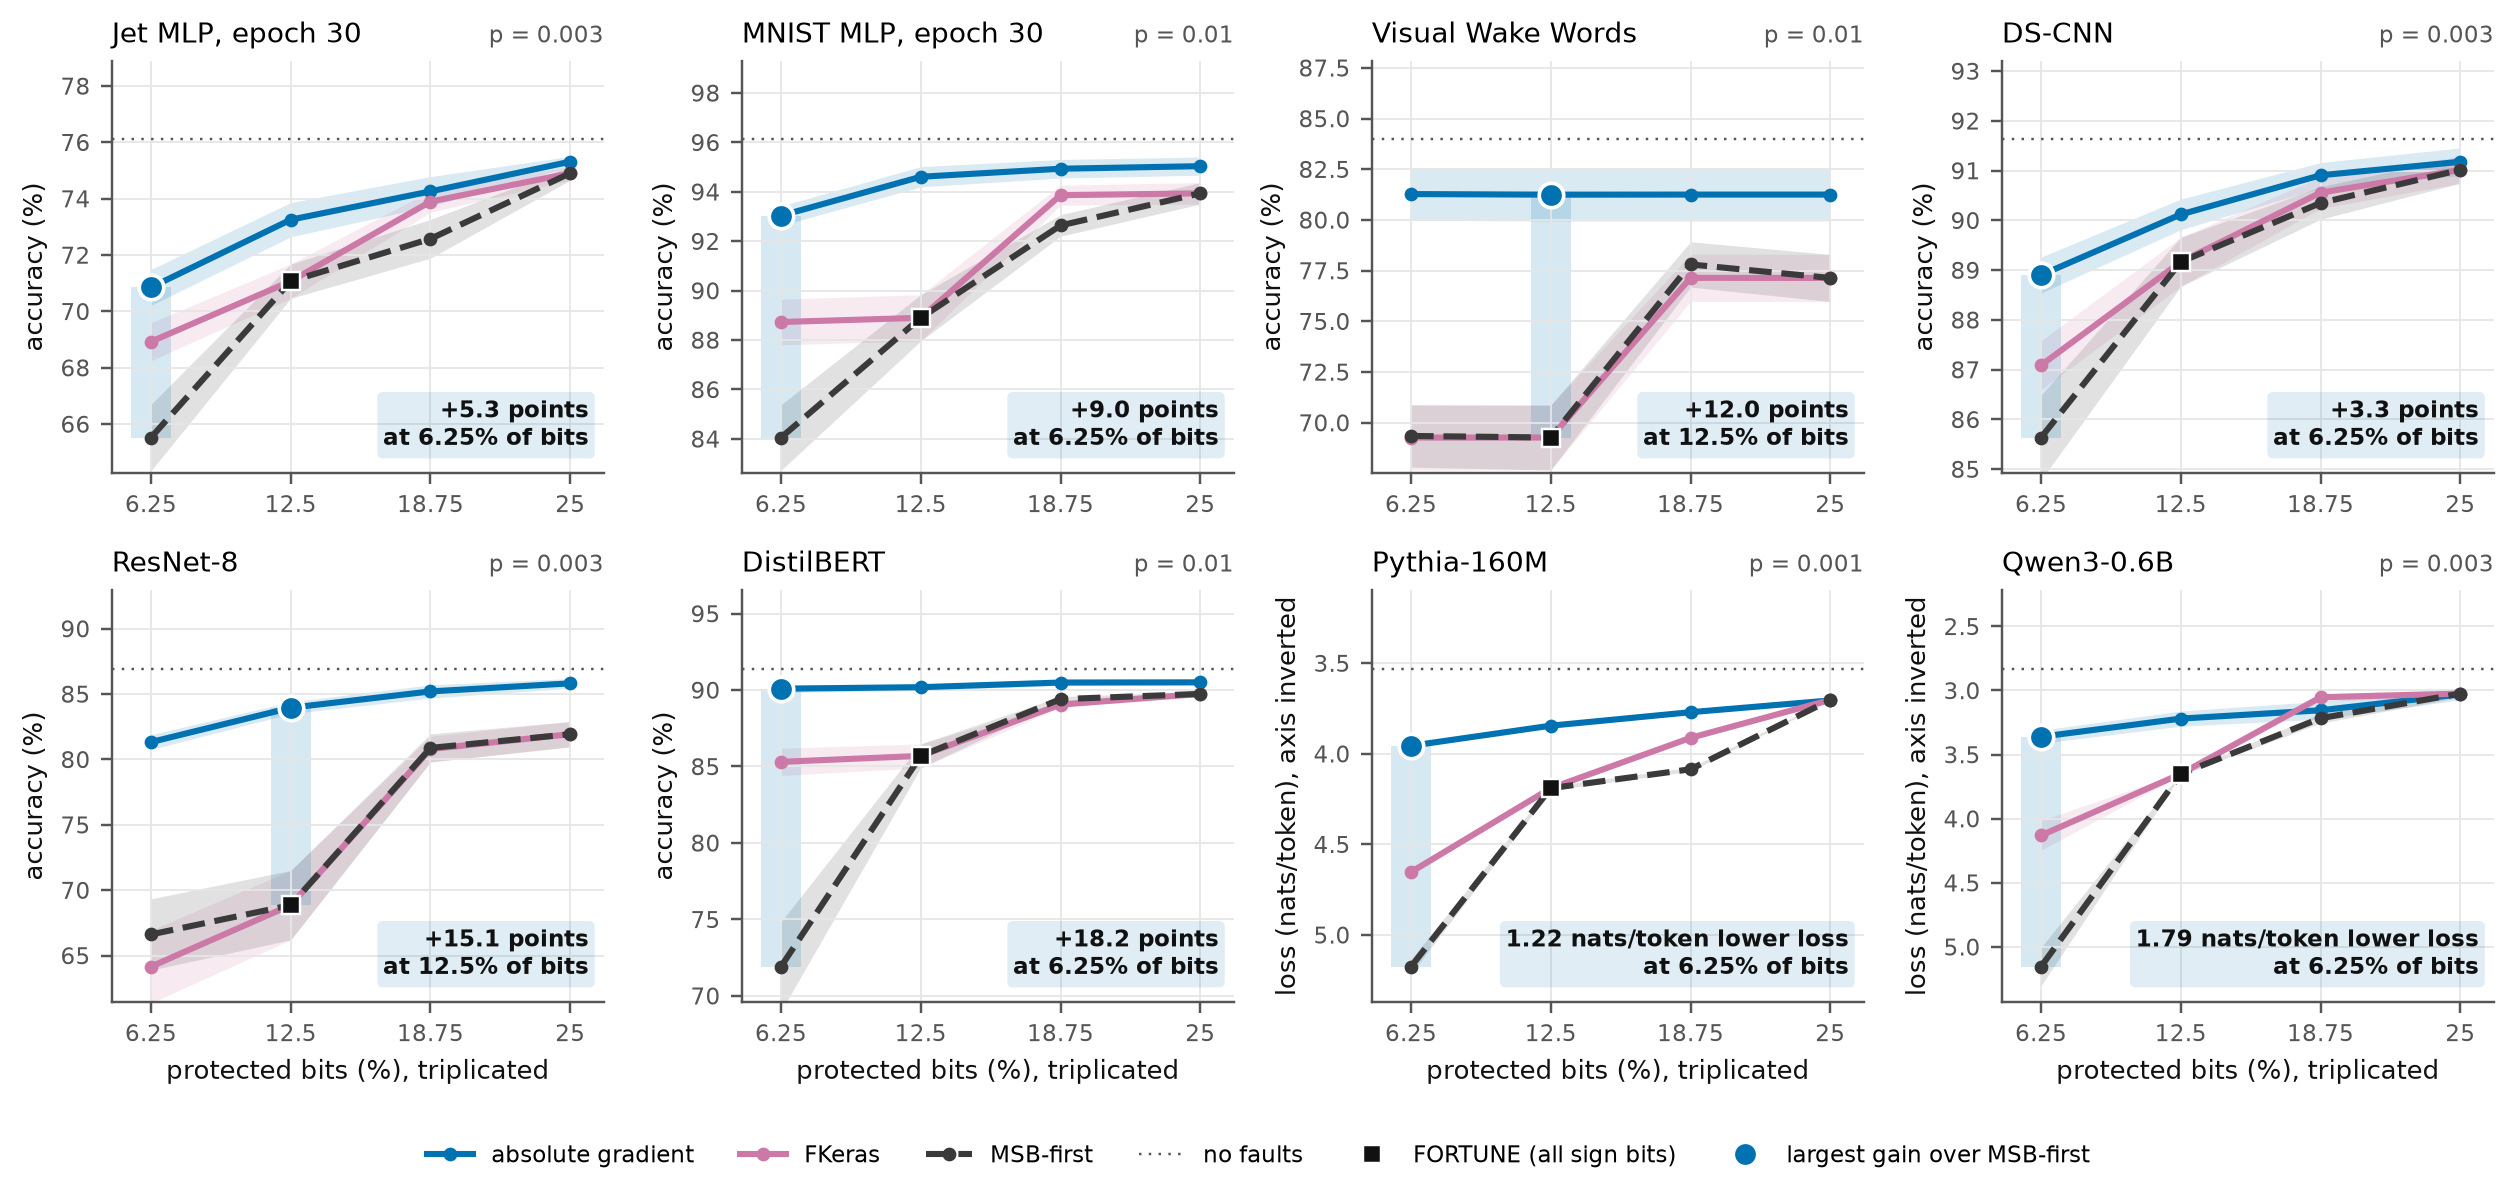 Jet MLP, epoch 30 p = 0.003
78
76
74
72
70
68
66
accuracy (%)
+5.3 points
at 6.25% of bits
6.25 12.5 18.75 25
MNIST MLP, epoch 30 p = 0.01
98
96
94
92
90
88
86
84
accuracy (%)
+9.0 points
at 6.25% of bits
6.25 12.5 18.75 25
Visual Wake Words p = 0.01
87.5
85.0
82.5
80.0
77.5
75.0
72.5
70.0
accuracy (%)
+12.0 points
at 12.5% of bits
6.25 12.5 18.75 25
DS-CNN p = 0.003
93
92
91
90
89
88
87
86
85
accuracy (%)
+3.3 points
at 6.25% of bits
6.25 12.5 18.75 25
ResNet-8 p = 0.003
90
85
80
75
70
65
accuracy (%)
+15.1 points
at 12.5% of bits
6.25 12.5 18.75 25
protected bits (%), triplicated
DistilBERT p = 0.01
95
90
85
80
75
70
accuracy (%)
+18.2 points
at 6.25% of bits
6.25 12.5 18.75 25
protected bits (%), triplicated
Pythia-160M p = 0.001
3.5
4.0
4.5
5.0
loss (nats/token), axis inverted
1.22 nats/token lower loss
at 6.25% of bits
6.25 12.5 18.75 25
protected bits (%), triplicated
Qwen3-0.6B p = 0.003
2.5
3.0
3.5
4.0
4.5
5.0
loss (nats/token), axis inverted
1.79 nats/token lower loss
at 6.25% of bits
6.25 12.5 18.75 25
protected bits (%), triplicated
absolute gradient FKeras MSB-first no faults FORTUNE (all sign bits) largest gain over MSB-first